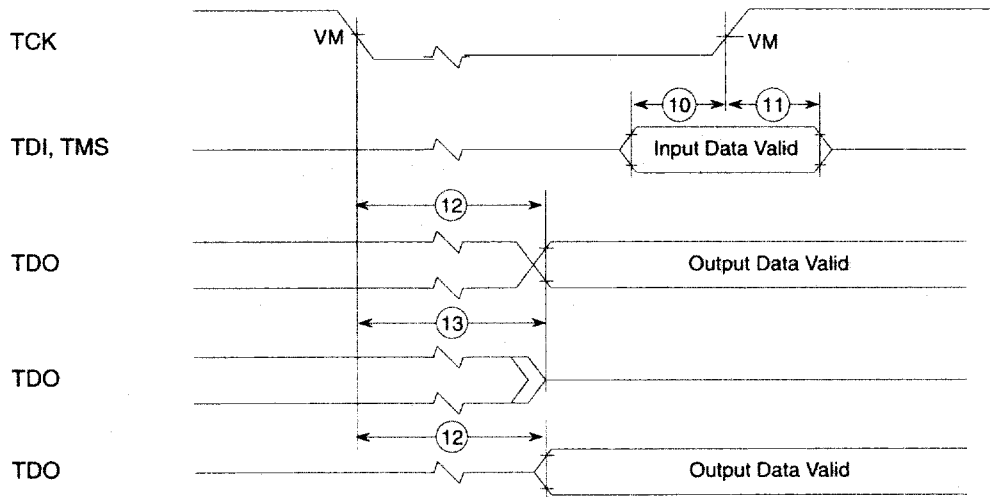 TCK
VM
VM
10
11
TDI, TMS
Input Data Valid
12
TDO
Output Data Valid
13
TDO
12
TDO
Output Data Valid